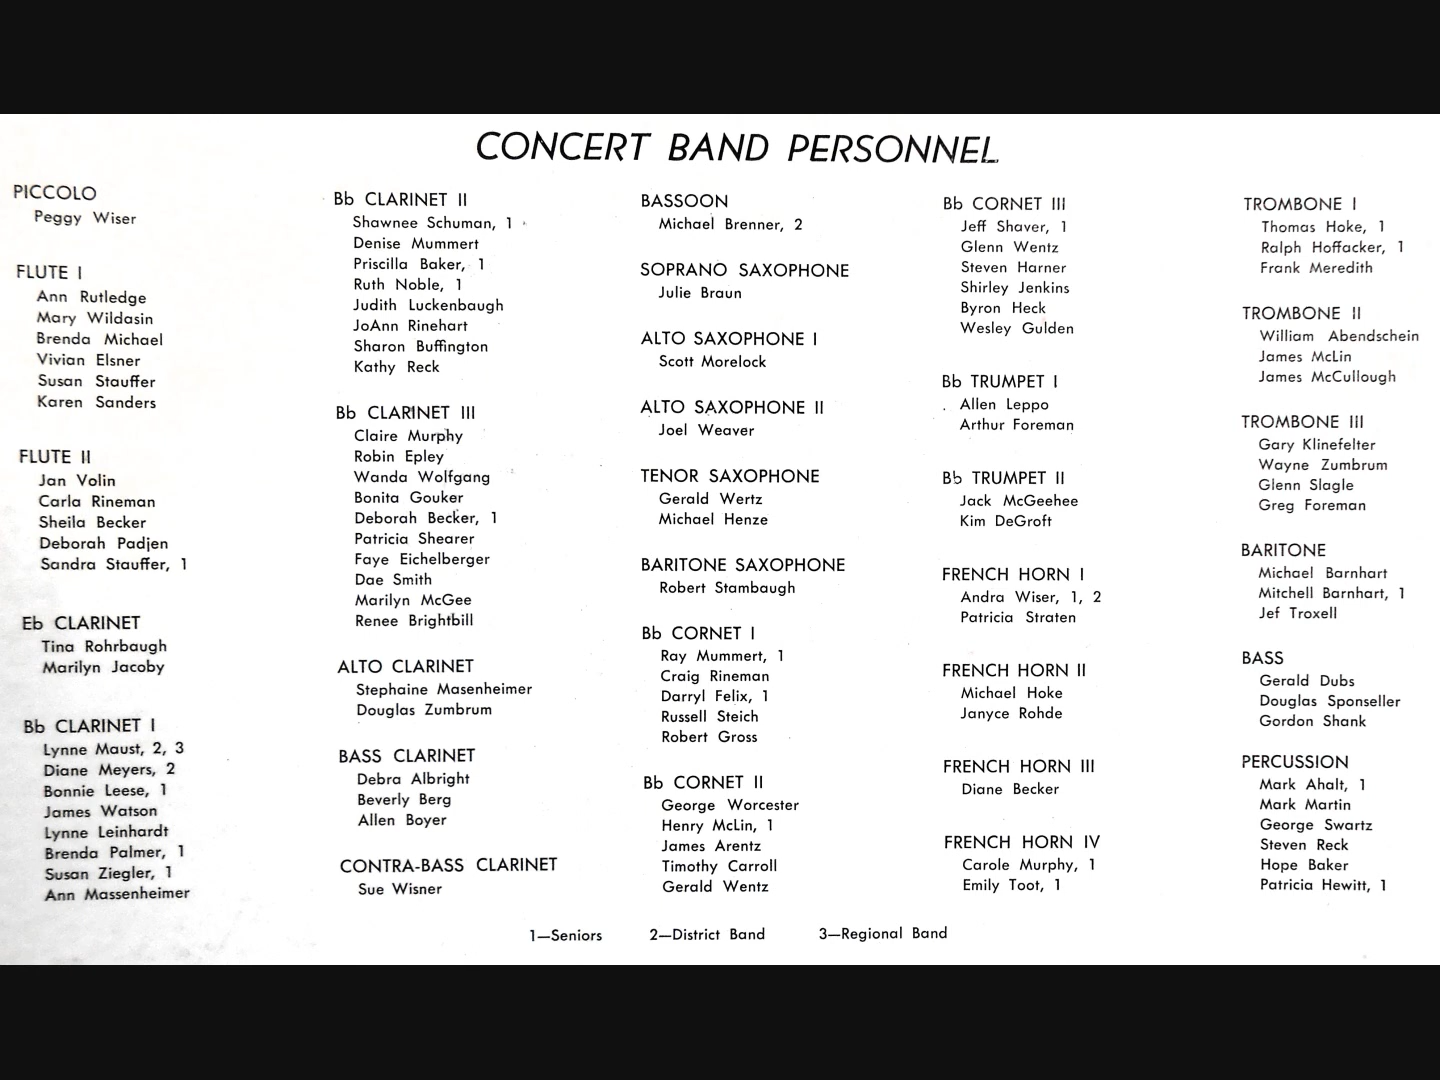 CONCERT BAND PERSONNEL
PICCOLO
Peggy Wiser
FLUTE I
Ann Rutledge
Mary Wildasin
Brenda Michael
Vivian Elsner
Susan Stauffer
Karen Sanders
FLUTE II
Jan Volin
Carla Rineman
Sheila Becker
Deborah Padjen
Sandra Stauffer, 1
Eb CLARINET
Tina Rohrbaugh
Marilyn Jacoby
Bb CLARINET I
Lynne Maust, 2, 3
Diane Meyers, 2
Bonnie Leese, 1
James Watson
Lynne Leinhardt
Brenda Palmer, 1
Susan Ziegler, 1
Ann Massenheimer
Bb CLARINET II
Shawnee Schuman, 1
Denise Mummert
Priscilla Baker, 1
Ruth Noble, 1
Judith Luckenbaugh
JoAnn Rinehart
Sharon Buffington
Kathy Reck
Bb CLARINET III
Claire Murphy
Robin Epley
Wanda Wolfgang
Bonita Gouker
Deborah Becker, 1
Patricia Shearer
Faye Eichelberger
Dae Smith
Marilyn McGee
Renee Brightbill
ALTO CLARINET
Stephaine Masenheimer
Douglas Zumbrum
BASS CLARINET
Debra Albright
Beverly Berg
Allen Boyer
CONTRA-BASS CLARINET
Sue Wisner
BASSOON
Michael Brenner, 2
SOPRANO SAXOPHONE
Julie Braun
ALTO SAXOPHONE I
Scott Morelock
ALTO SAXOPHONE II
Joel Weaver
TENOR SAXOPHONE
Gerald Wertz
Michael Henze
BARITONE SAXOPHONE
Robert Stambaugh
Bb CORNET I
Ray Mummert, 1
Craig Rineman
Darryl Felix, 1
Russell Steich
Robert Gross
Bb CORNET II
George Worcester
Henry McLin, 1
James Arentz
Timothy Carroll
Gerald Wentz
Bb CORNET III
Jeff Shaver, 1
Glenn Wentz
Steven Harner
Shirley Jenkins
Byron Heck
Wesley Gulden
Bb TRUMPET I
Allen Leppo
Arthur Foreman
Bb TRUMPET II
Jack McGeehee
Kim DeGroft
FRENCH HORN I
Andra Wiser, 1, 2
Patricia Straten
FRENCH HORN II
Michael Hoke
Janyce Rohde
FRENCH HORN III
Diane Becker
FRENCH HORN IV
Carole Murphy, 1
Emily Toot, 1
TROMBONE I
Thomas Hoke, 1
Ralph Hoffacker, 1
Frank Meredith
TROMBONE II
William Abendschein
James McLin
James McCullough
TROMBONE III
Gary Klinefelter
Wayne Zumbrum
Glenn Slagle
Greg Foreman
BARITONE
Michael Barnhart
Mitchell Barnhart, 1
Jef Troxell
BASS
Gerald Dubs
Douglas Sponseller
Gordon Shank
PERCUSSION
Mark Ahalt, 1
Mark Martin
George Swartz
Steven Reck
Hope Baker
Patricia Hewitt, 1
1—Seniors 2—District Band 3—Regional Band